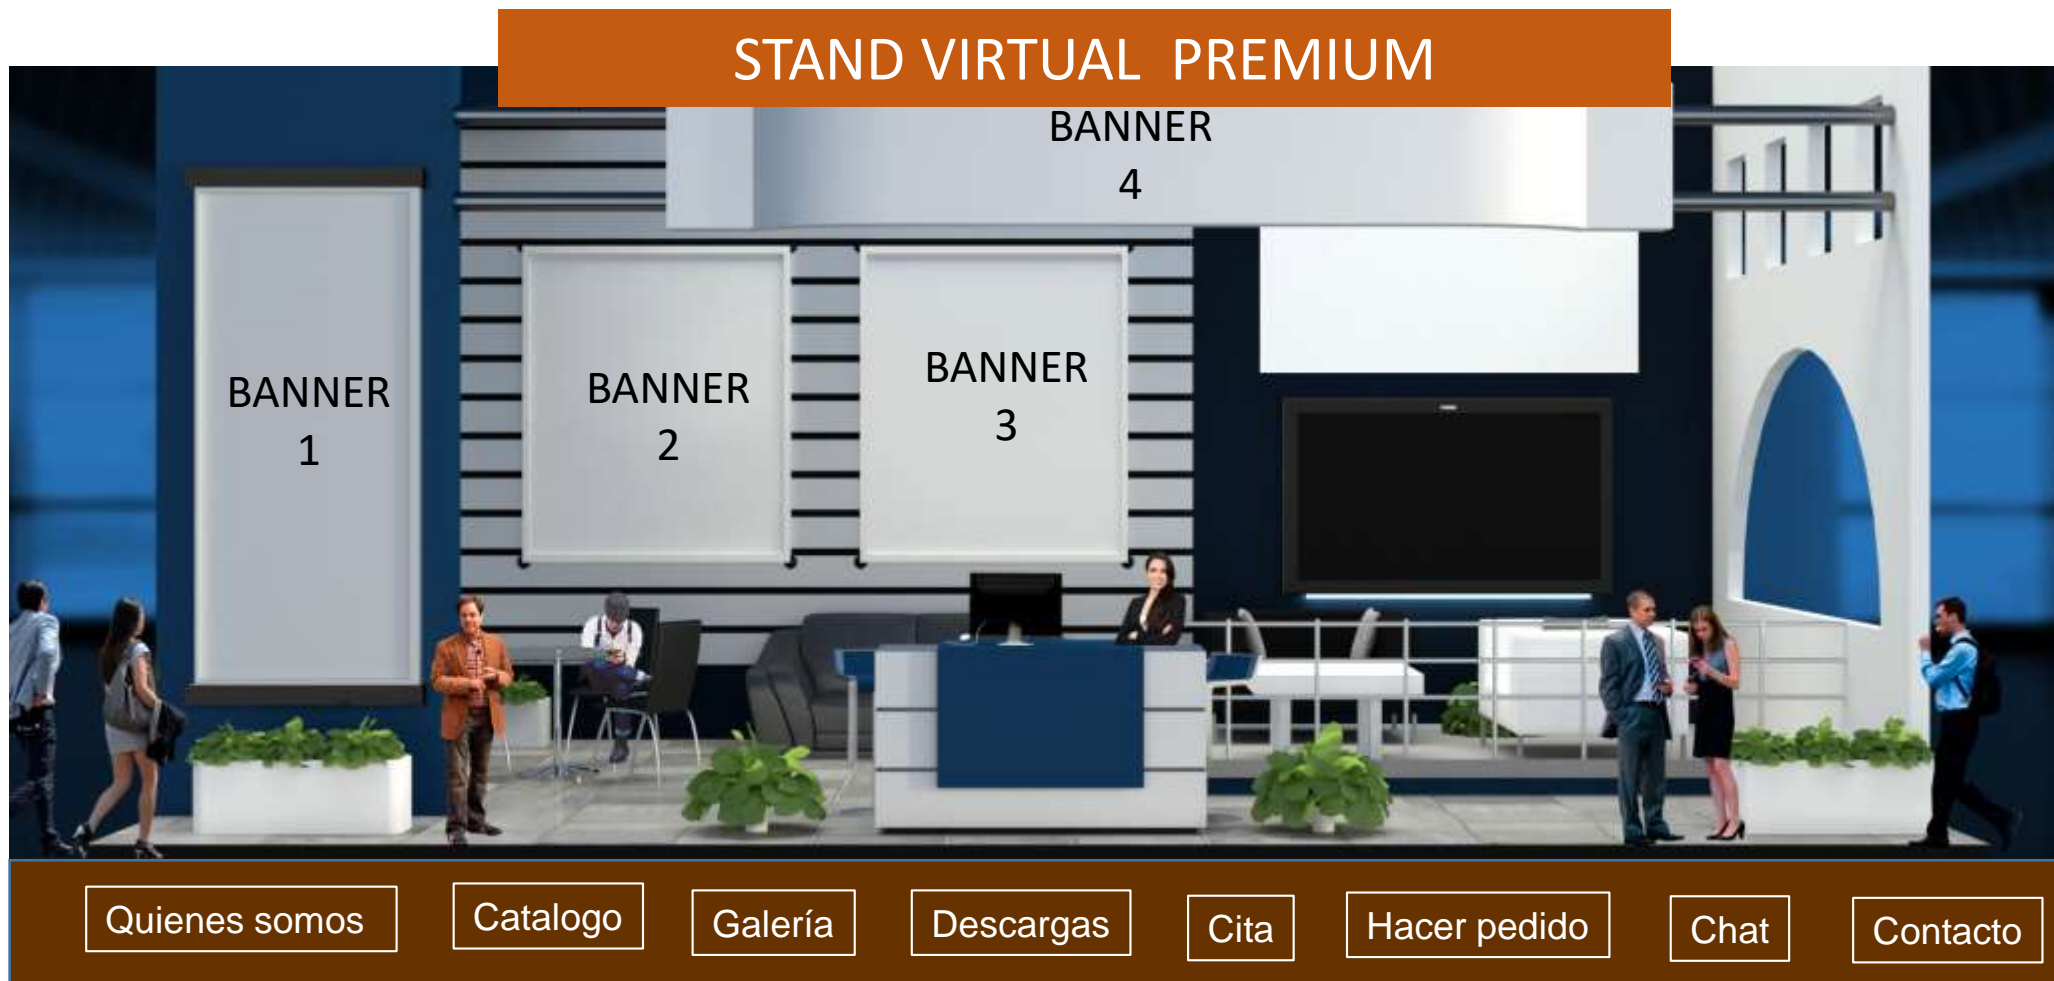 STAND VIRTUAL  PREMIUM
BANNER
4
BANNER
1
BANNER
2
BANNER
3
Quienes somos
Catalogo
Galería
Descargas
Cita
Hacer pedido
Chat
Contacto